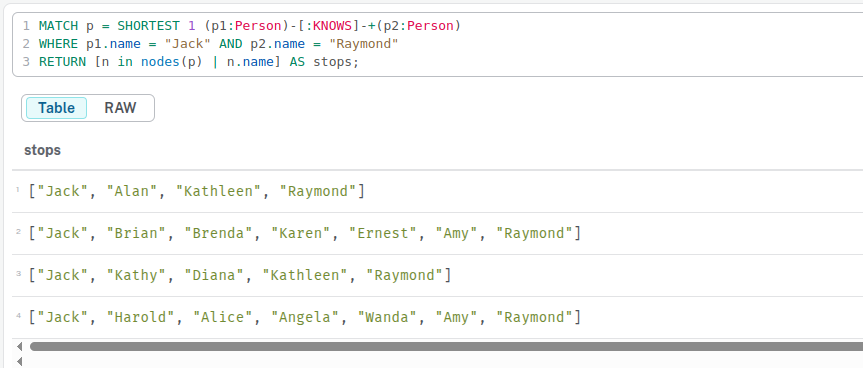 1 MATCH p = SHORTEST 1 (p1:Person)-[:KNOWS]-+(p2:Person)
2 WHERE p1.name = "Jack" AND p2.name = "Raymond"
3 RETURN [n in nodes(p) | n.name] AS stops;
Table RAW
stops
1 ["Jack", "Alan", "Kathleen", "Raymond"]
2 ["Jack", "Brian", "Brenda", "Karen", "Ernest", "Amy", "Raymond"]
3 ["Jack", "Kathy", "Diana", "Kathleen", "Raymond"]
4 ["Jack", "Harold", "Alice", "Angela", "Wanda", "Amy", "Raymond"]